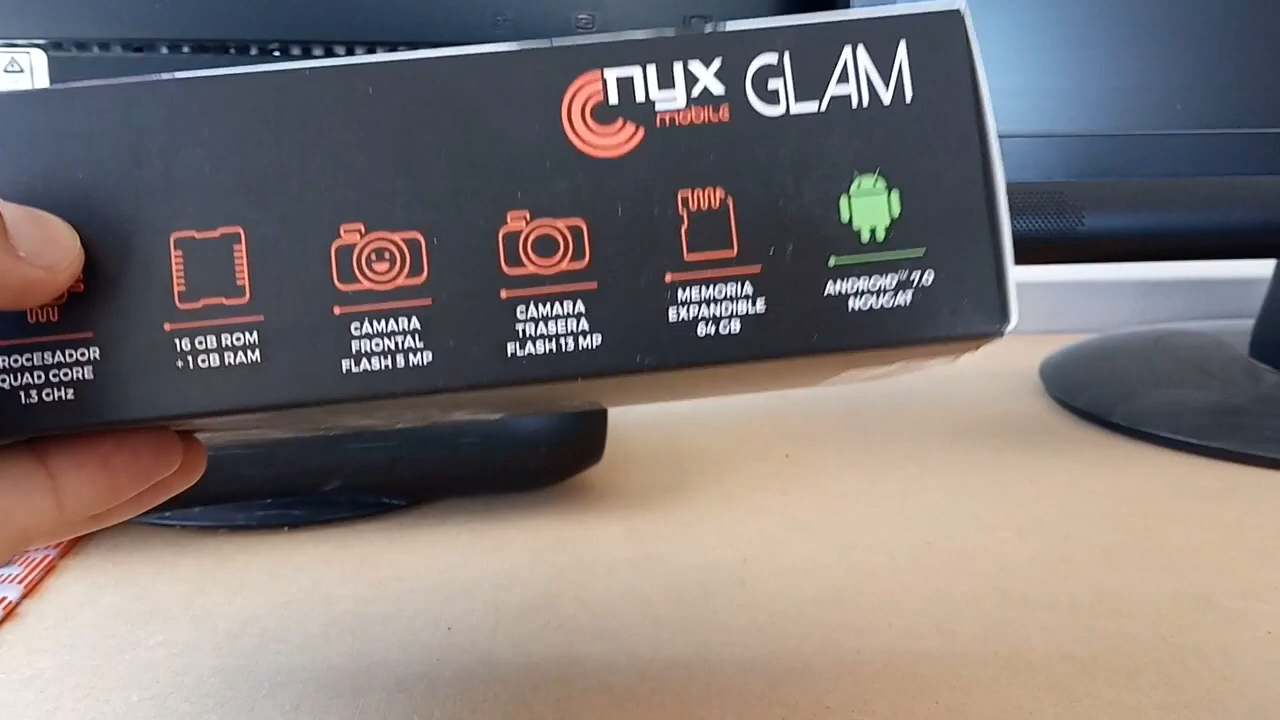 nyx GLAM
mobile
ROCESADOR
QUAD CORE
1.3 GHz
16 GB ROM
+ 1 GB RAM
CÁMARA
FRONTAL
FLASH 5 MP
CÁMARA
TRASERA
FLASH 13 MP
MEMORIA
EXPANDIBLE
64 GB
ANDROID™ 7.0
NOUGAT